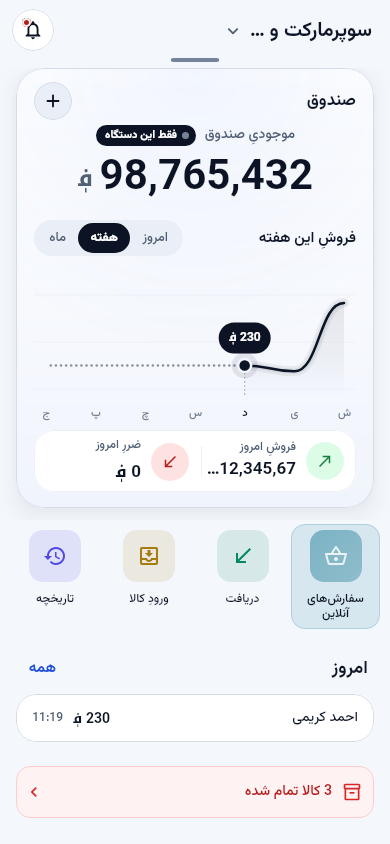 سوپرمارکت و ...
صندوق
موجودیِ صندوق
فقط این دستگاه
98,765,432 ؋
فروشِ این هفته
امروز
هفته
ماه
230 ؋
ش
ی
د
س
چ
پ
ج
فروشِ امروز
12,345,67...
ضررِ امروز
0 ؋
سفارش‌های
آنلاین
دریافت
ورودِ کالا
تاریخچه
امروز
همه
احمد کریمی
230 ؋
11:19
3 کالا تمام شده